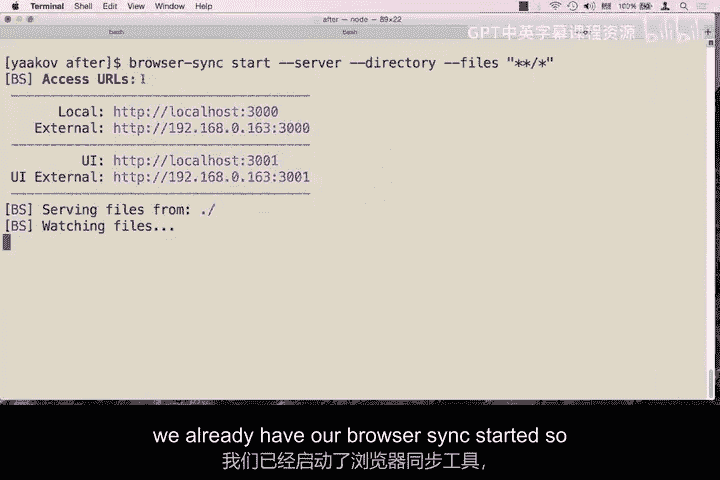 Terminal Shell Edit View Window Help
100%
after — node — 89×22
bash bash
GPT中英字幕课程资源 bilibili
[yaakov after]$ browser-sync start --server --directory --files "**/*"
[BS] Access URLs:
Local: http://localhost:3000
External: http://192.168.0.163:3000
UI: http://localhost:3001
UI External: http://192.168.0.163:3001
[BS] Serving files from: ./
[BS] Watching files...
we already have our browser sync started so
我们已经启动了浏览器同步工具，